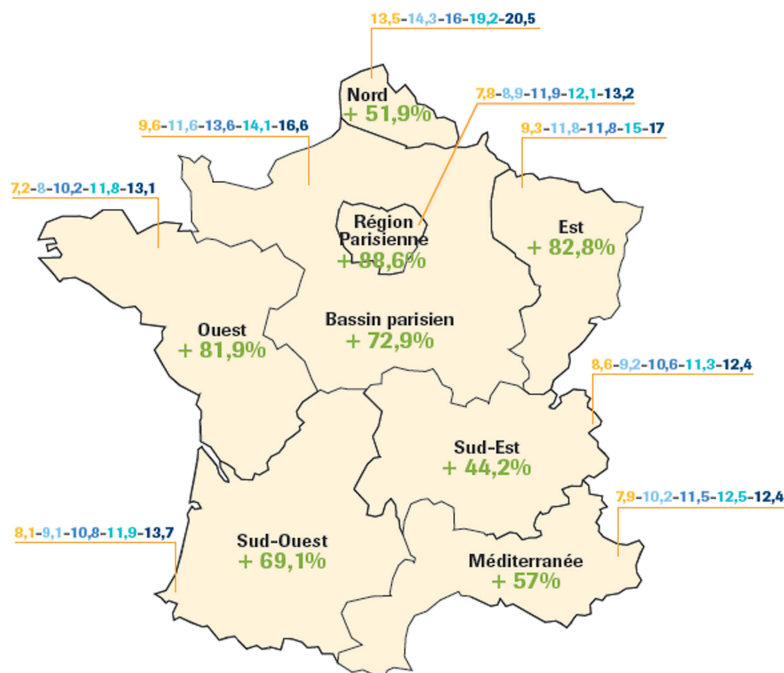 13,5-14,3-16-19,2-20,5
Nord
+ 51,9%
7,8-8,9-11,9-12,1-13,2
9,6-11,6-13,6-14,1-16,6
9,3-11,8-11,8-15-17
7,2-8-10,2-11,8-13,1
Région
Parisienne
+ 88,6%
Est
+ 82,8%
Ouest
+ 81,9%
Bassin parisien
+ 72,9%
8,6-9,2-10,6-11,3-12,4
Sud-Est
+ 44,2%
7,9-10,2-11,5-12,5-12,4
8,1-9,1-10,8-11,9-13,7
Sud-Ouest
+ 69,1%
Méditerranée
+ 57%